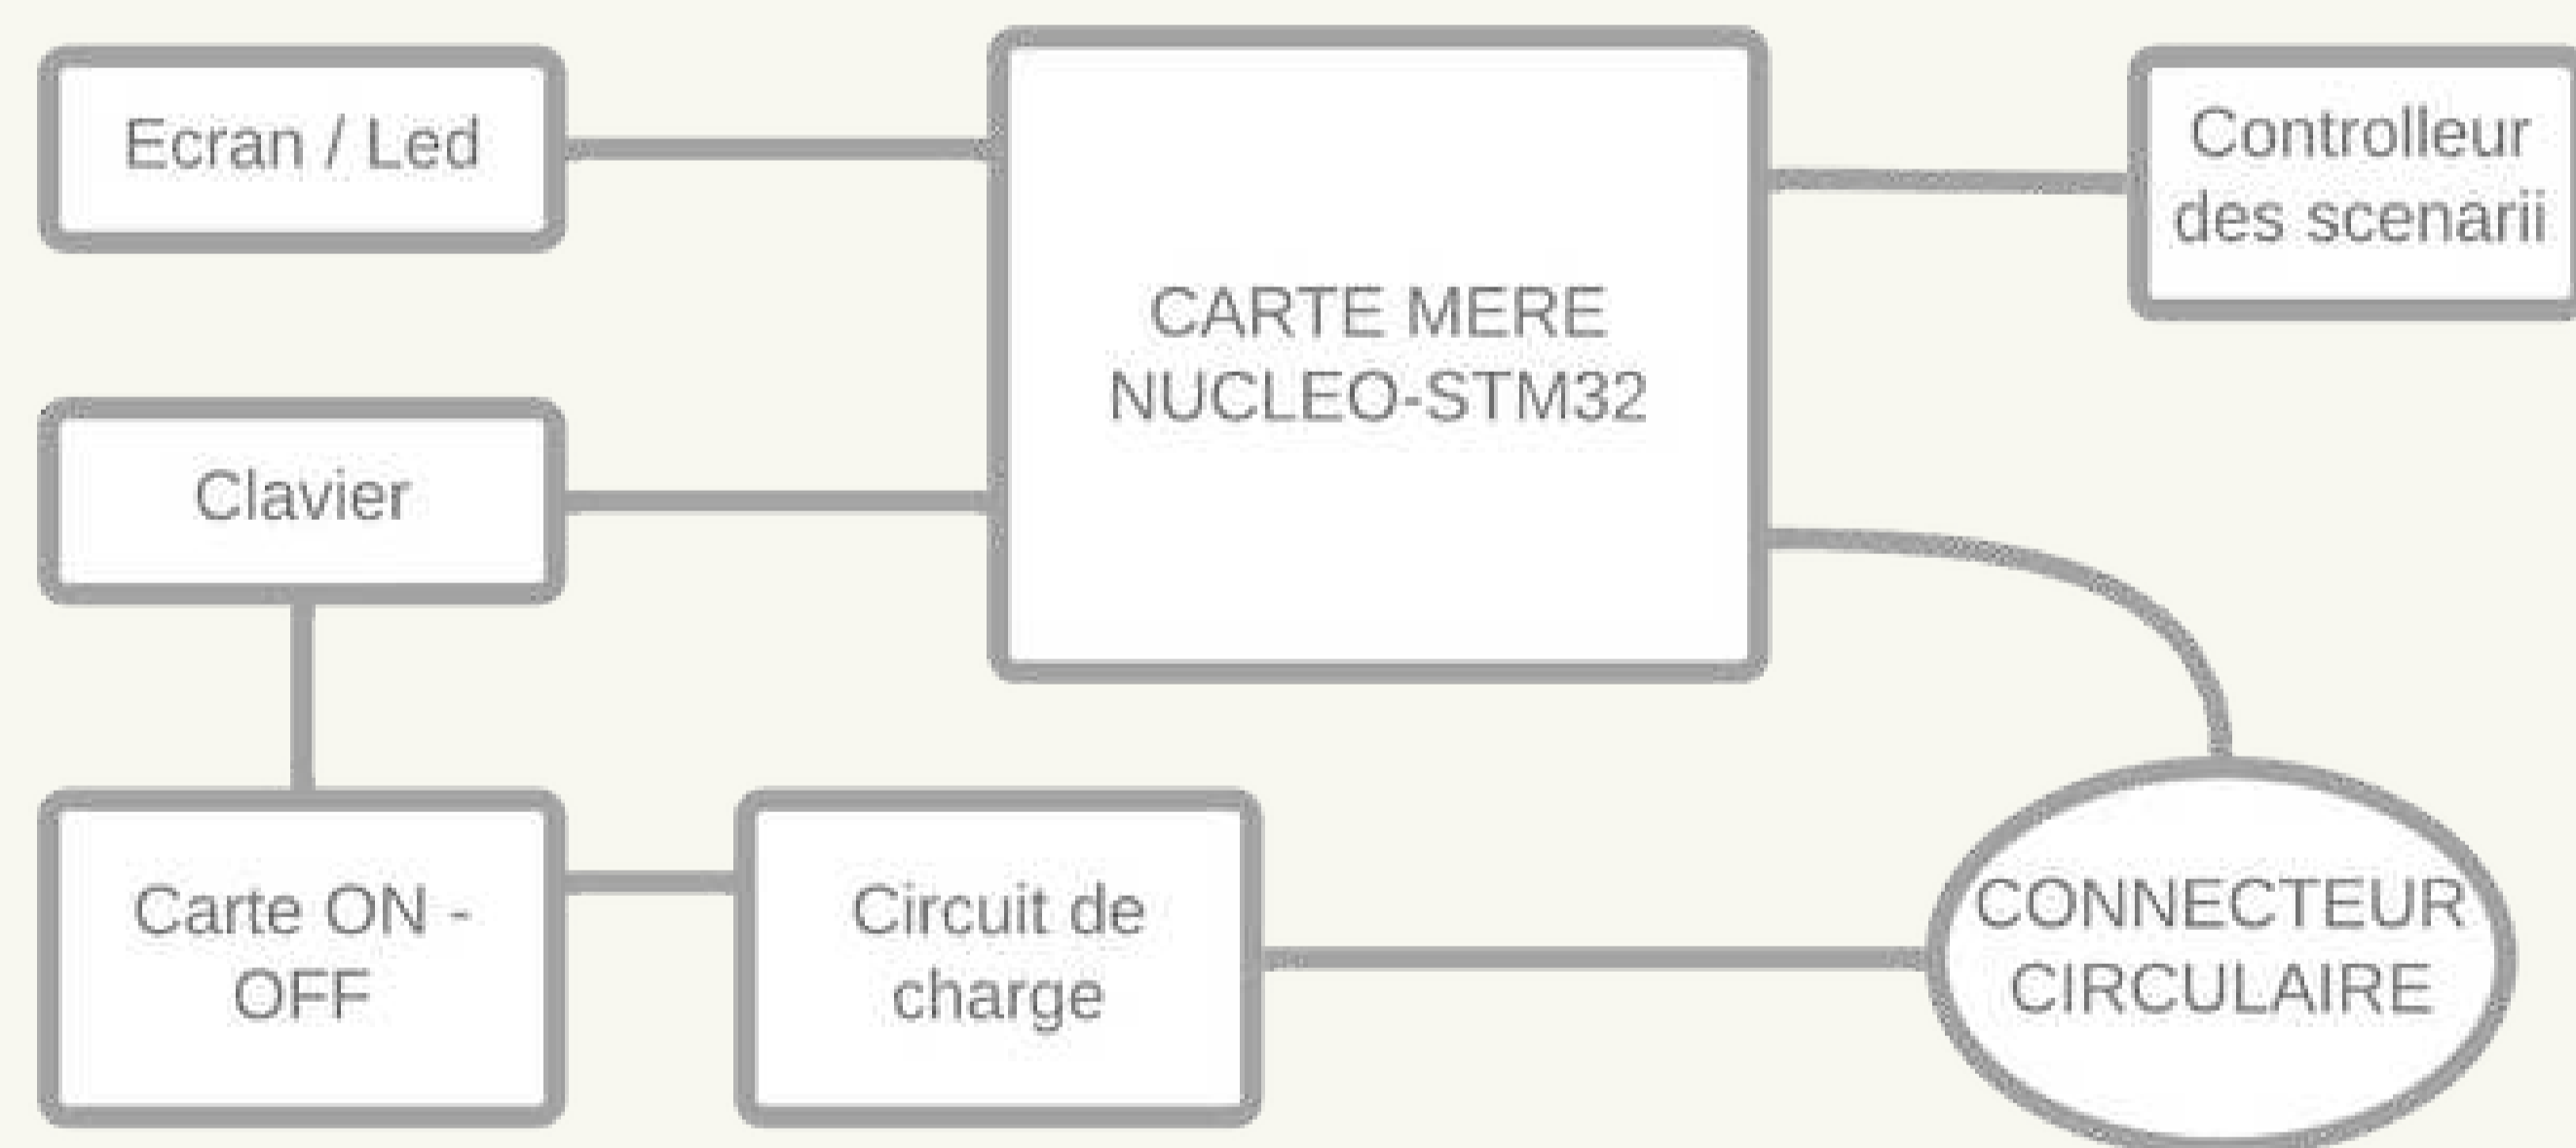 Ecran / Led
CARTE MERE
NUCLEO-STM32
Controlleur
des scenarii
Clavier
Carte ON -
OFF
Circuit de
charge
CONNECTEUR
CIRCULAIRE